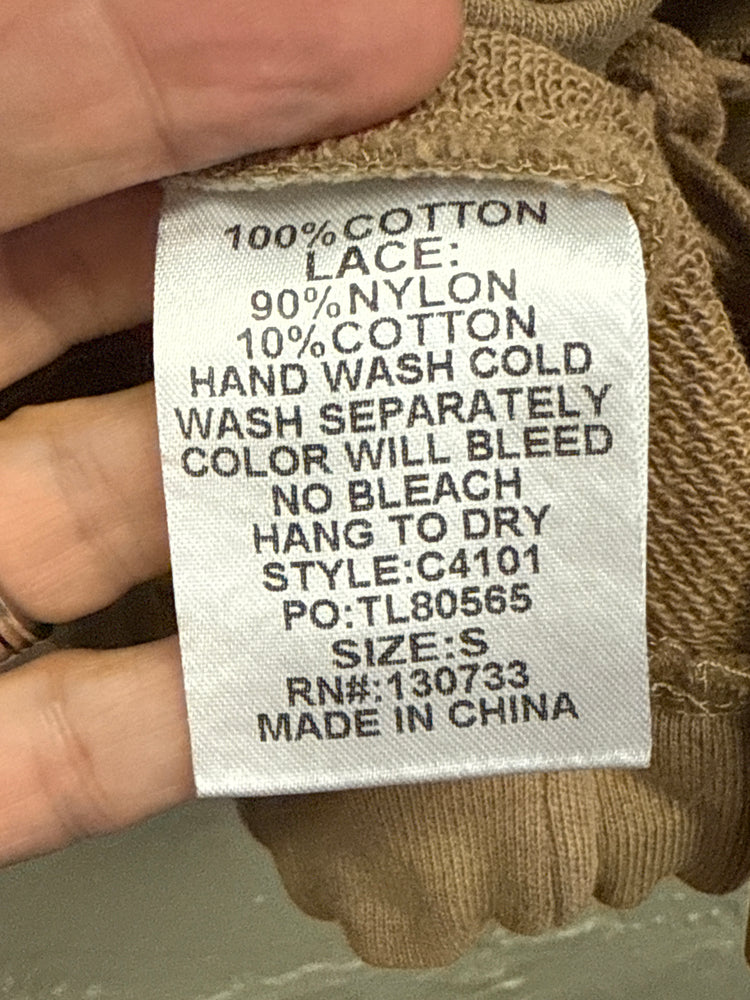 100%COTTON
LACE:
90%NYLON
10%COTTON
HAND WASH COLD
WASH SEPARATELY
COLOR WILL BLEED
NO BLEACH
HANG TO DRY
STYLE:C4101
PO:TL80565
SIZE:S
RN#:130733
MADE IN CHINA